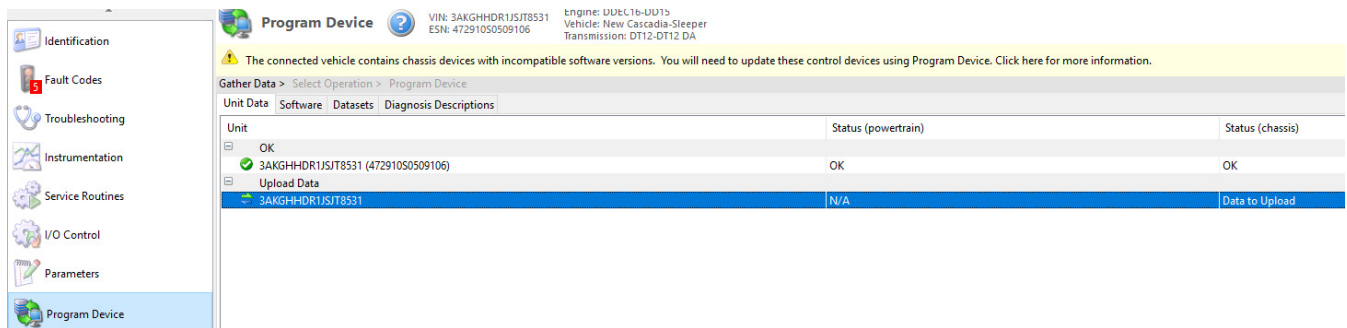 Identification
5
Fault Codes
Troubleshooting
Instrumentation
Service Routines
I/O Control
Parameters
Program Device
Program Device
?
VIN: 3AKGHHDR1JSJT8531
ESN: 472910S0509106
Engine: DDEC16-DD15
Vehicle: New Cascadia-Sleeper
Transmission: DT12-DT12 DA
The connected vehicle contains chassis devices with incompatible software versions. You will need to update these control devices using Program Device. Click here for more information.
Gather Data > Select Operation > Program Device
Unit Data Software Datasets Diagnosis Descriptions
Unit Status (powertrain) Status (chassis)
OK
3AKGHHDR1JSJT8531 (472910S0509106) OK OK
Upload Data
3AKGHHDR1JSJT8531 N/A Data to Upload